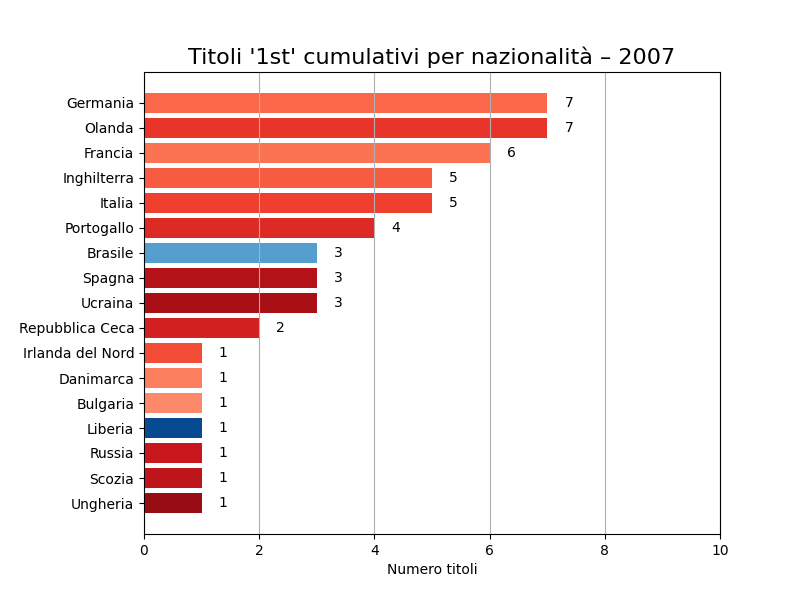 Titoli '1st' cumulativi per nazionalità – 2007
Germania 7
Olanda 7
Francia 6
Inghilterra 5
Italia 5
Portogallo 4
Brasile 3
Spagna 3
Ucraina 3
Repubblica Ceca 2
Irlanda del Nord 1
Danimarca 1
Bulgaria 1
Liberia 1
Russia 1
Scozia 1
Ungheria 1
0 2 4 6 8 10
Numero titoli